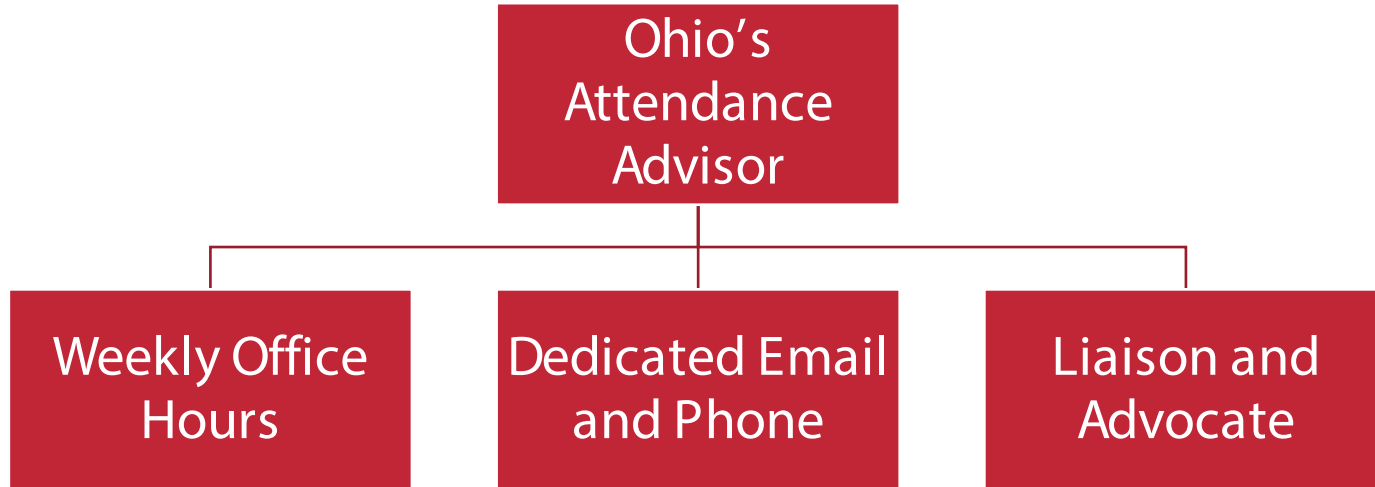 Ohio’s
Attendance
Advisor
Weekly Office
Hours
Dedicated Email
and Phone
Liaison and
Advocate